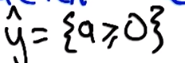 ŷ = {a ≥ 0}